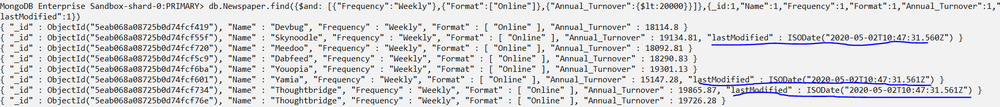 MongoDB Enterprise Sandbox-shard-0:PRIMARY> db.Newspaper.find({$and: [{"Frequency":"Weekly"},{"Format":["Online"]},{"Annual_Turnover":{$lt:20000}}]},{_id:1,"Name":1,"Frequency":1,"Format":1,"Annual_Turnover":1,"
lastModified":1})
{ "_id" : ObjectId("5eab068a08725b0d74fcf419"), "Name" : "Devbug", "Frequency" : "Weekly", "Format" : [ "Online" ], "Annual_Turnover" : 18114.8 }
{ "_id" : ObjectId("5eab068a08725b0d74fcf55f"), "Name" : "Skynoodle", "Frequency" : "Weekly", "Format" : [ "Online" ], "Annual_Turnover" : 19134.81, "lastModified" : ISODate("2020-05-02T10:47:31.560Z") }
{ "_id" : ObjectId("5eab068a08725b0d74fcf720"), "Name" : "Meedoo", "Frequency" : "Weekly", "Format" : [ "Online" ], "Annual_Turnover" : 18092.81 }
{ "_id" : ObjectId("5eab068a08725b0d74fcf5c9"), "Name" : "Dabfeed", "Frequency" : "Weekly", "Format" : [ "Online" ], "Annual_Turnover" : 18290.83 }
{ "_id" : ObjectId("5eab068a08725b0d74fcf6ba"), "Name" : "Youopia", "Frequency" : "Weekly", "Format" : [ "Online" ], "Annual_Turnover" : 19301.13 }
{ "_id" : ObjectId("5eab068a08725b0d74fcf601"), "Name" : "Yamia", "Frequency" : "Weekly", "Format" : [ "Online" ], "Annual_Turnover" : 15147.28, "lastModified" : ISODate("2020-05-02T10:47:31.561Z") }
{ "_id" : ObjectId("5eab068a08725b0d74fcf734"), "Name" : "Thoughtbridge", "Frequency" : "Weekly", "Format" : [ "Online" ], "Annual_Turnover" : 19865.87, "lastModified" : ISODate("2020-05-02T10:47:31.561Z") }
{ "_id" : ObjectId("5eab068a08725b0d74fcf76e"), "Name" : "Thoughtbridge", "Frequency" : "Weekly", "Format" : [ "Online" ], "Annual_Turnover" : 19726.28 }